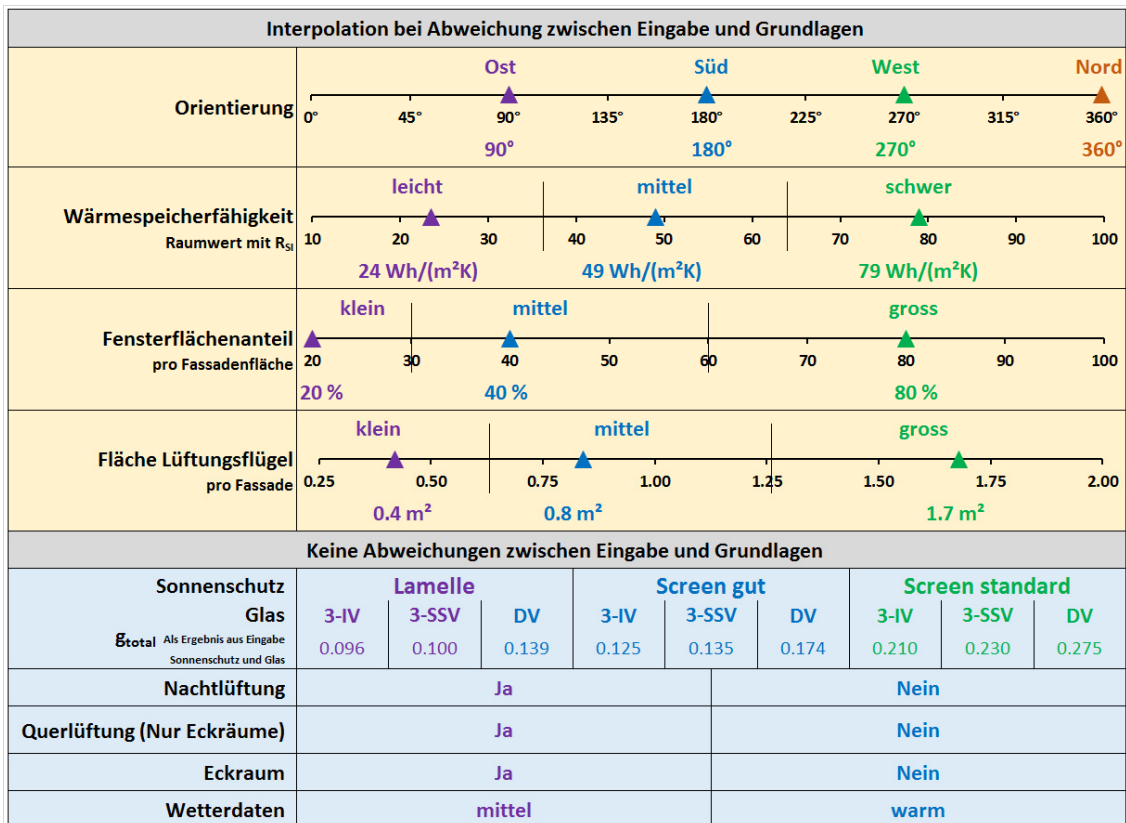 Interpolation bei Abweichung zwischen Eingabe und Grundlagen
Ost Süd West Nord
Orientierung
0° 45° 90° 135° 180° 225° 270° 315° 360°
90° 180° 270° 360°
leicht mittel schwer
Wärmespeicherfähigkeit
Raumwert mit RSI
10 20 30 40 50 60 70 80 90 100
24 Wh/(m²K) 49 Wh/(m²K) 79 Wh/(m²K)
klein mittel gross
Fensterflächenanteil
pro Fassadenfläche
20 30 40 50 60 70 80 90 100
20 % 40 % 80 %
klein mittel gross
Fläche Lüftungsflügel
pro Fassade
0.25 0.50 0.75 1.00 1.25 1.50 1.75 2.00
0.4 m² 0.8 m² 1.7 m²
Keine Abweichungen zwischen Eingabe und Grundlagen
Sonnenschutz Lamelle Screen gut Screen standard
Glas 3-IV 3-SSV DV 3-IV 3-SSV DV 3-IV 3-SSV DV
gtotal Als Ergebnis aus Eingabe
Sonnenschutz und Glas
0.096 0.100 0.139 0.125 0.135 0.174 0.210 0.230 0.275
Nachtlüftung Ja Nein
Querlüftung (Nur Eckräume) Ja Nein
Eckraum Ja Nein
Wetterdaten mittel warm